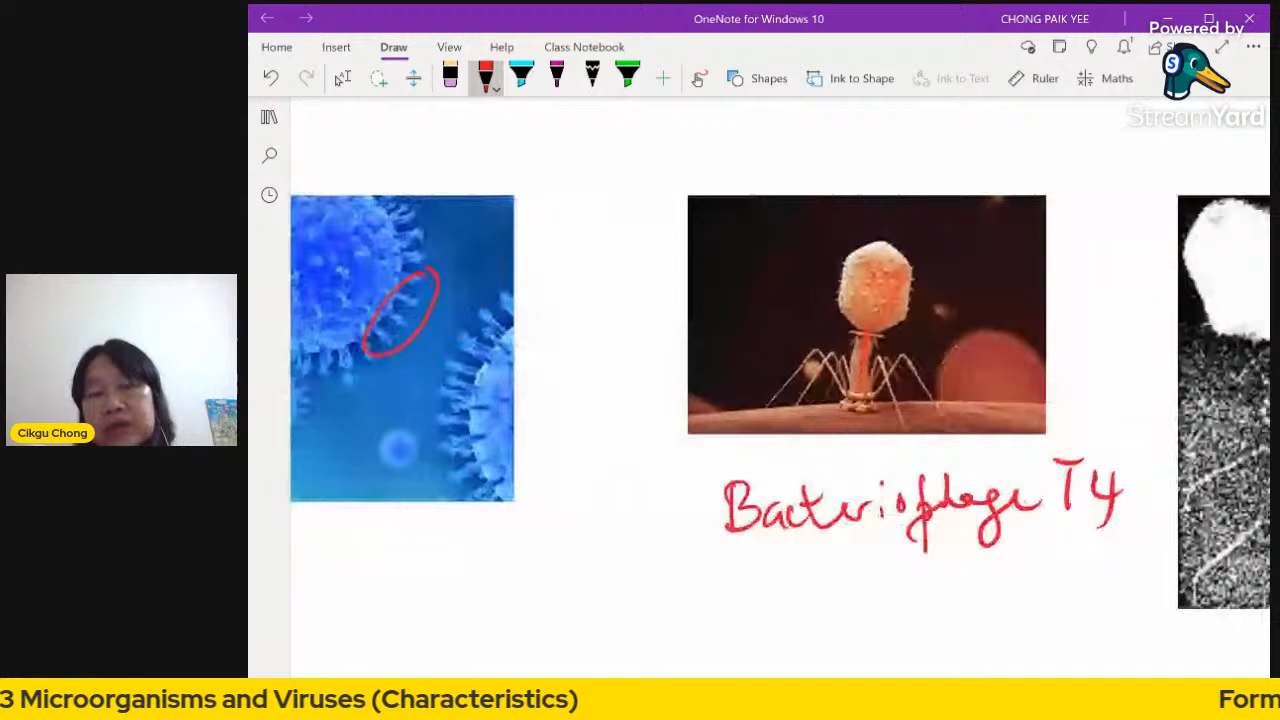 OneNote for Windows 10
CHONG PAIK YEE
Powered by
StreamYard
Home Insert Draw View Help Class Notebook
Shapes Ink to Shape Ink to Text Ruler Maths
Cikgu Chong
Bacteriophage T4
3 Microorganisms and Viruses (Characteristics)
Form